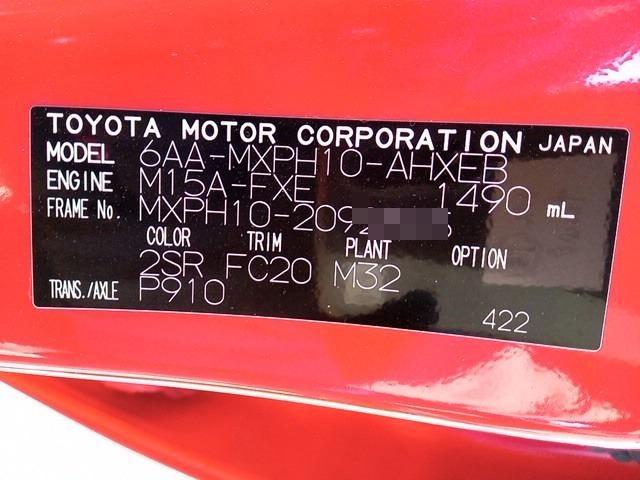 TOYOTA MOTOR CORPORATION JAPAN
MODEL 6AA-MXPH10-AHXEB
ENGINE M15A-FXE 1490 mL
FRAME No. MXPH10-209
COLOR TRIM PLANT OPTION
2SR FC20 M32
TRANS./AXLE P910
422